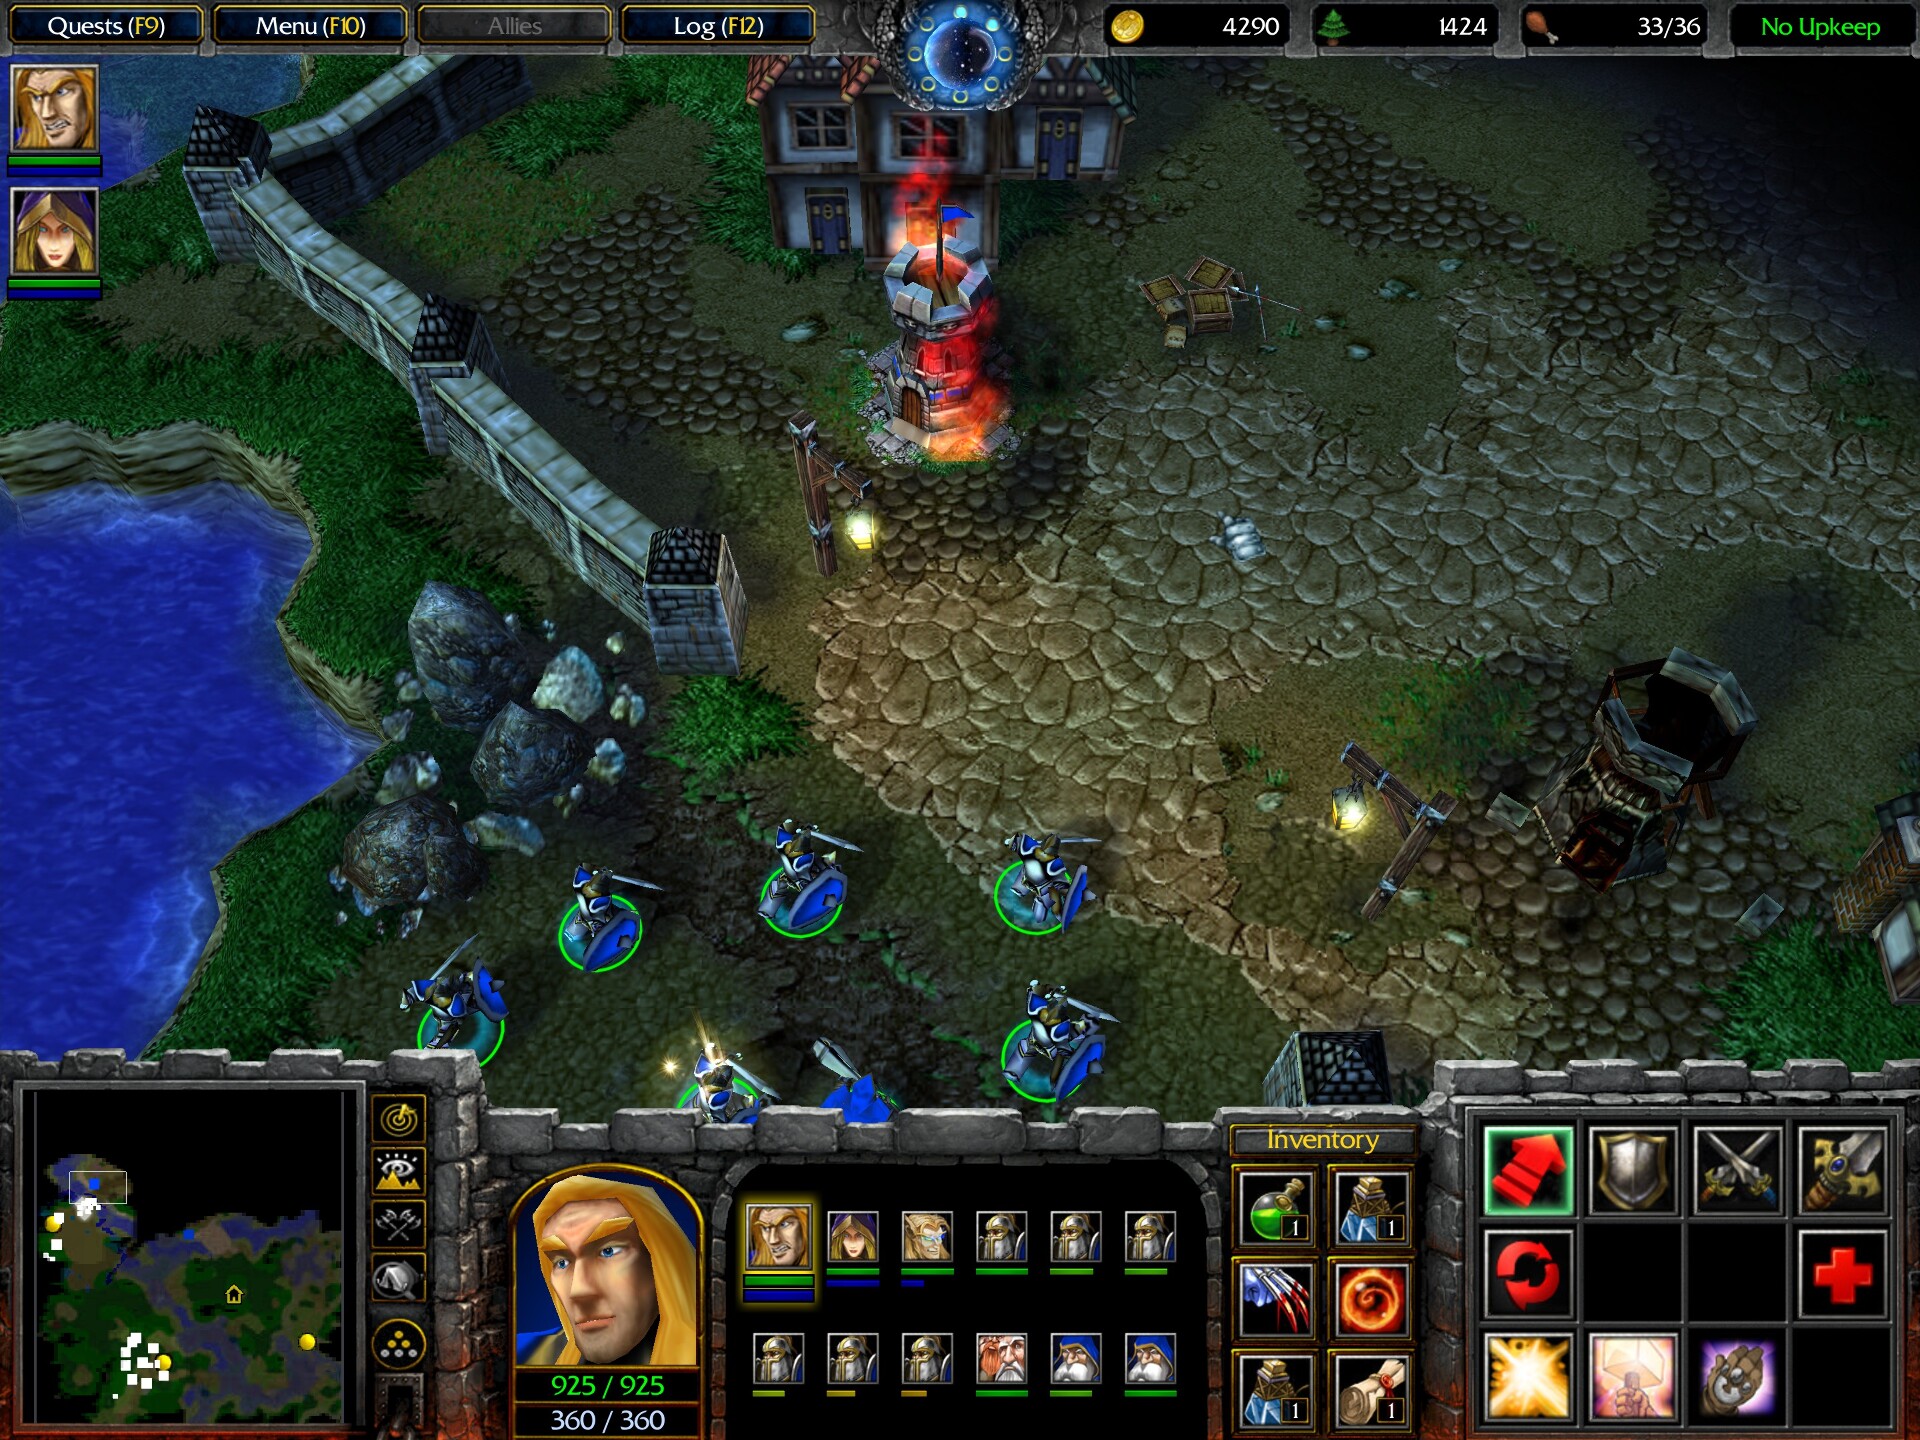 Quests (F9)
Menu (F10)
Allies
Log (F12)
4290
1424
33/36
No Upkeep
Inventory
1
1
1
1
925 / 925
360 / 360